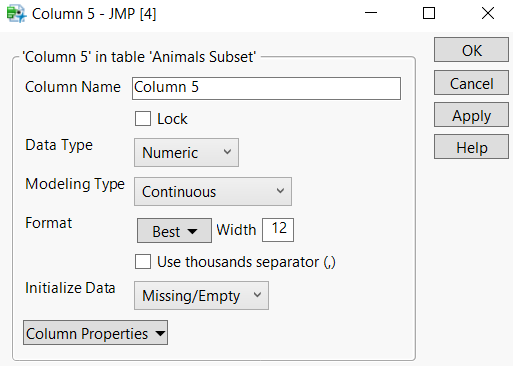 Column 5 - JMP [4]
'Column 5' in table 'Animals Subset'
OK
Column Name Column 5
Cancel
Lock
Apply
Data Type Numeric
Help
Modeling Type Continuous
Format Best Width 12
Use thousands separator (,)
Initialize Data Missing/Empty
Column Properties